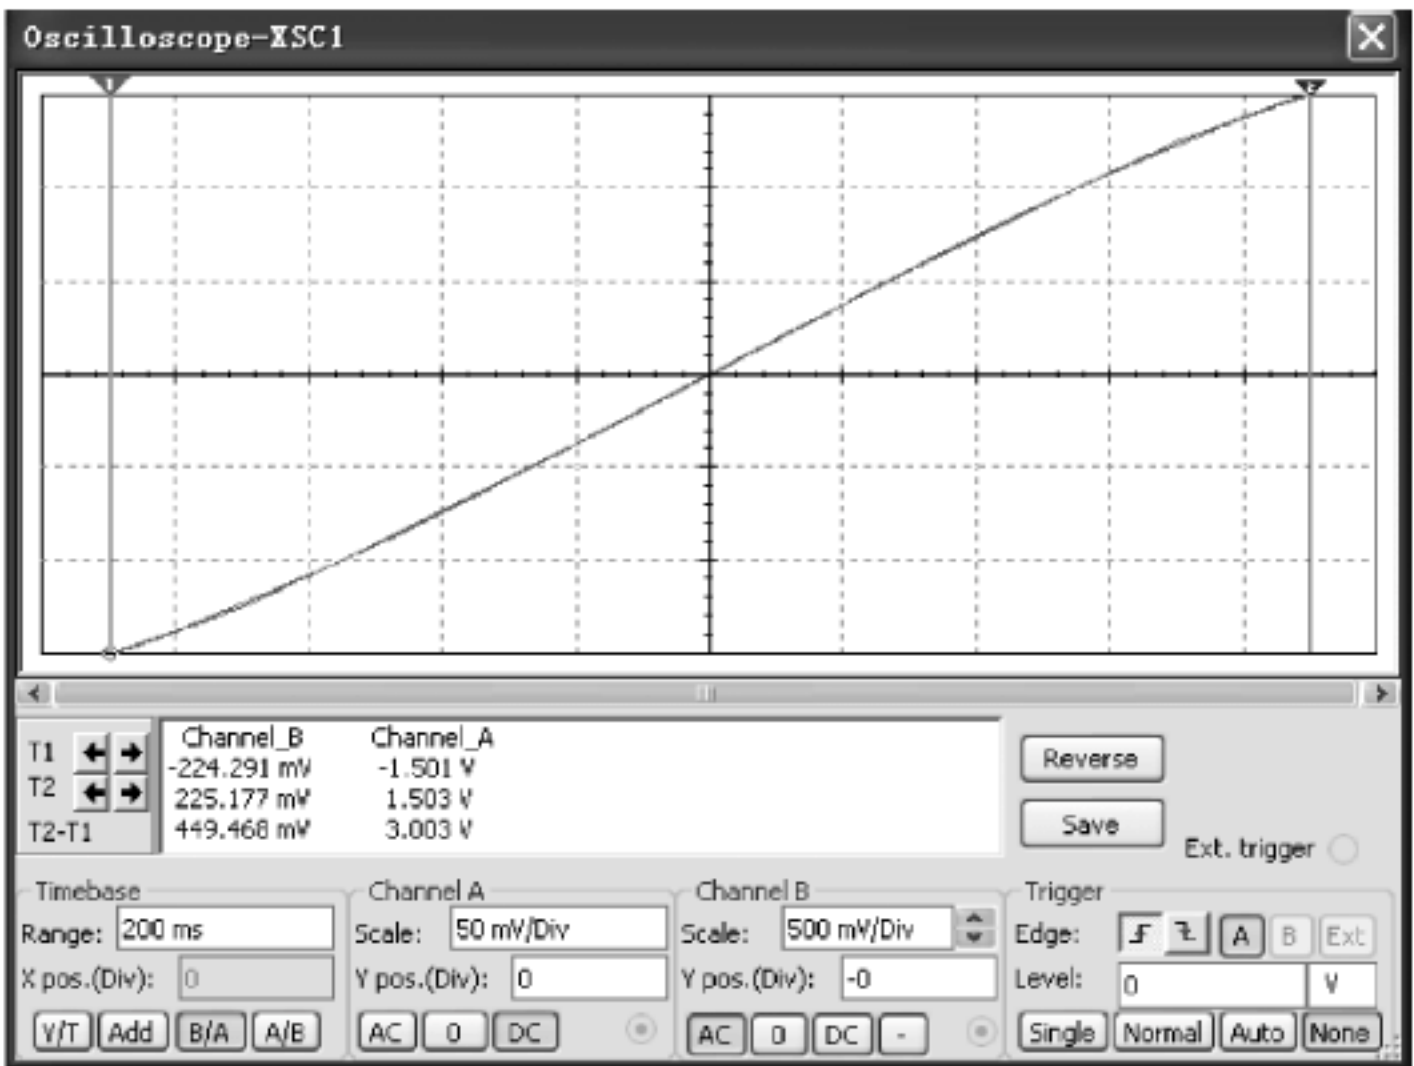 Oscilloscope-XSC1
1
2
Channel_B Channel_A
T1 -224.291 mV -1.501 V
T2 225.177 mV 1.503 V
T2-T1 449.468 mV 3.003 V
Reverse
Save
Ext. trigger
Timebase
Range: 200 ms
X pos.(Div): 0
Y/T Add B/A A/B
Channel A
Scale: 50 mV/Div
Y pos.(Div): 0
AC 0 DC
Channel B
Scale: 500 mV/Div
Y pos.(Div): -0
AC 0 DC -
Trigger
Edge: A B Ext
Level: 0 V
Single Normal Auto None